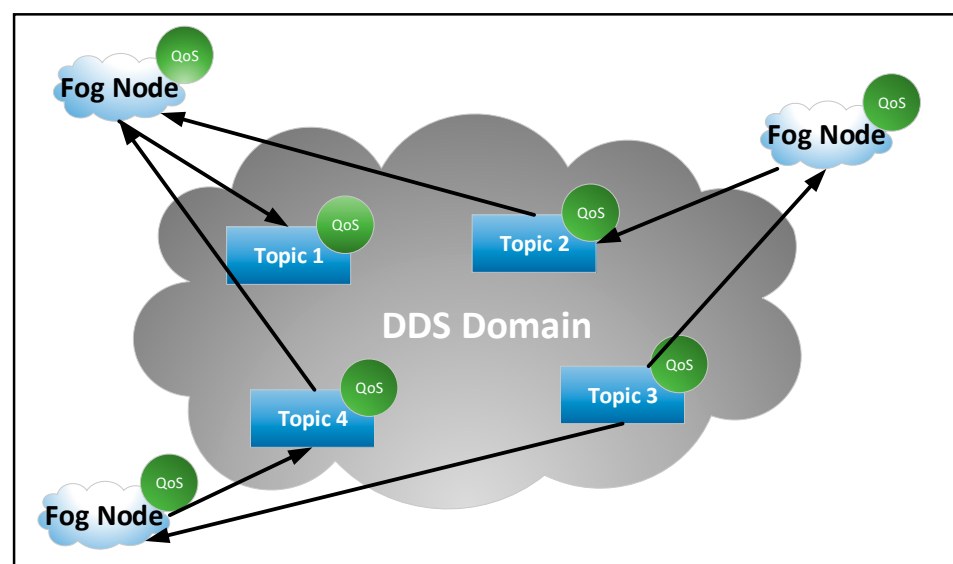 QoS
Fog Node
QoS
Fog Node
QoS
Topic 1
QoS
Topic 2
DDS Domain
QoS
Topic 4
QoS
Topic 3
QoS
Fog Node